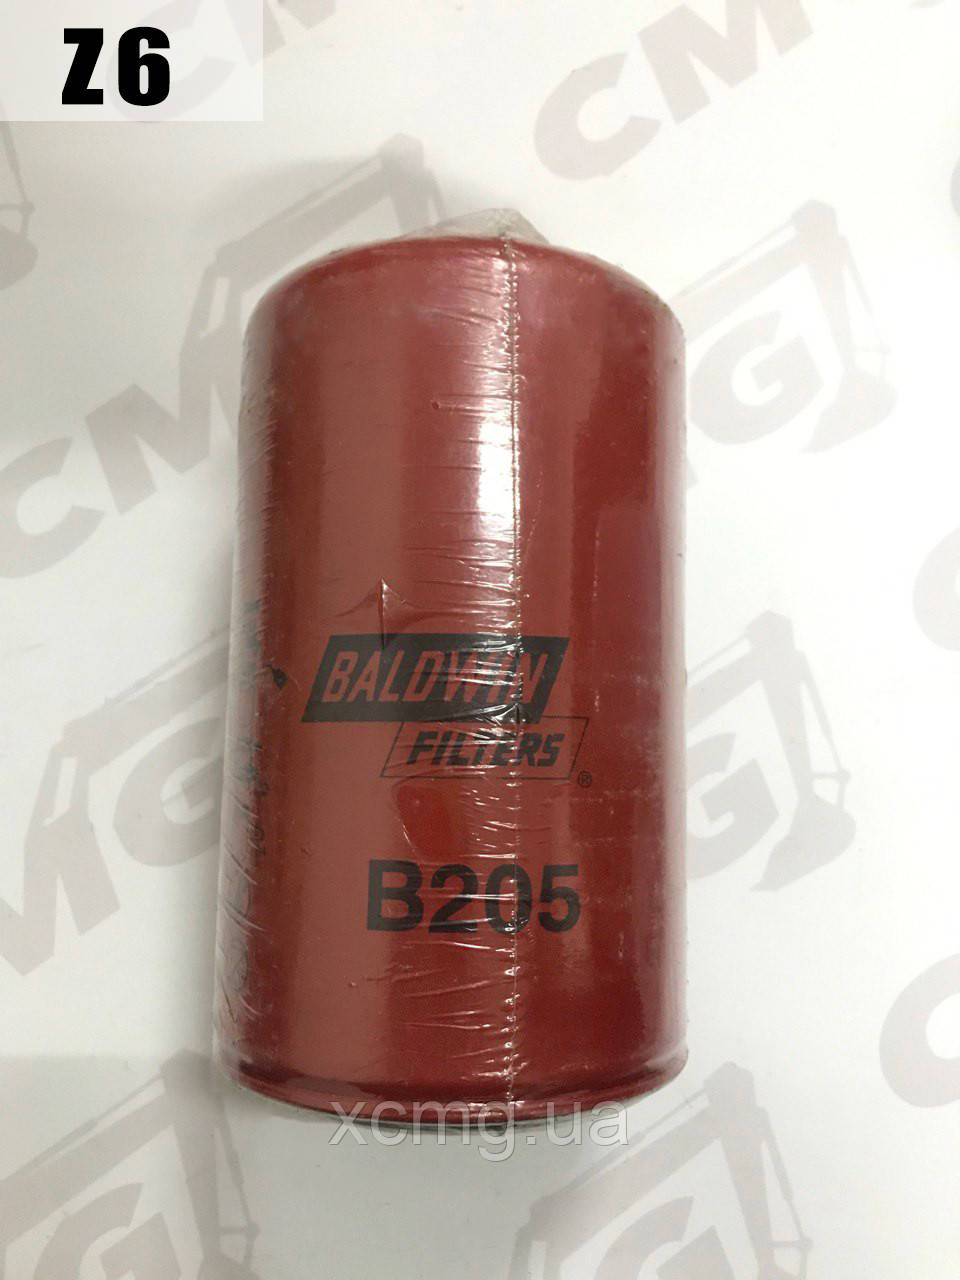 Z6
BALDWIN
FILTERS
®
B205
xcmg.ua